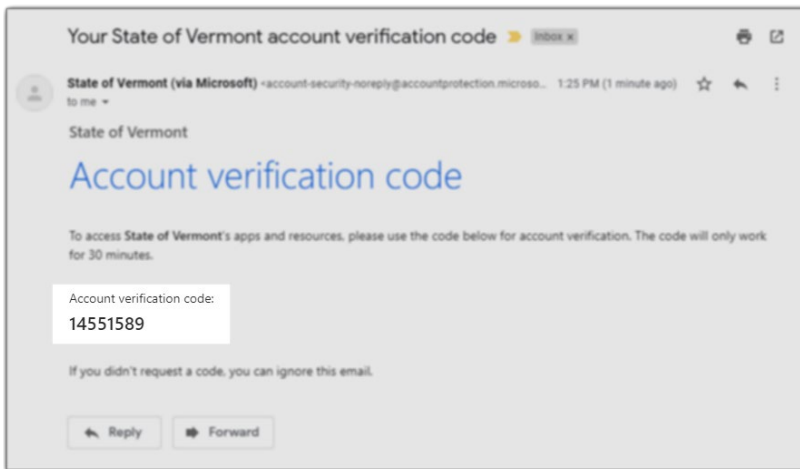 Your State of Vermont account verification code Inbox x
State of Vermont (via Microsoft) <account-security-noreply@accountprotection.microso... 1:25 PM (1 minute ago)
to me
State of Vermont
Account verification code
To access State of Vermont's apps and resources, please use the code below for account verification. The code will only work
for 30 minutes.
Account verification code:
14551589
If you didn't request a code, you can ignore this email.
Reply Forward